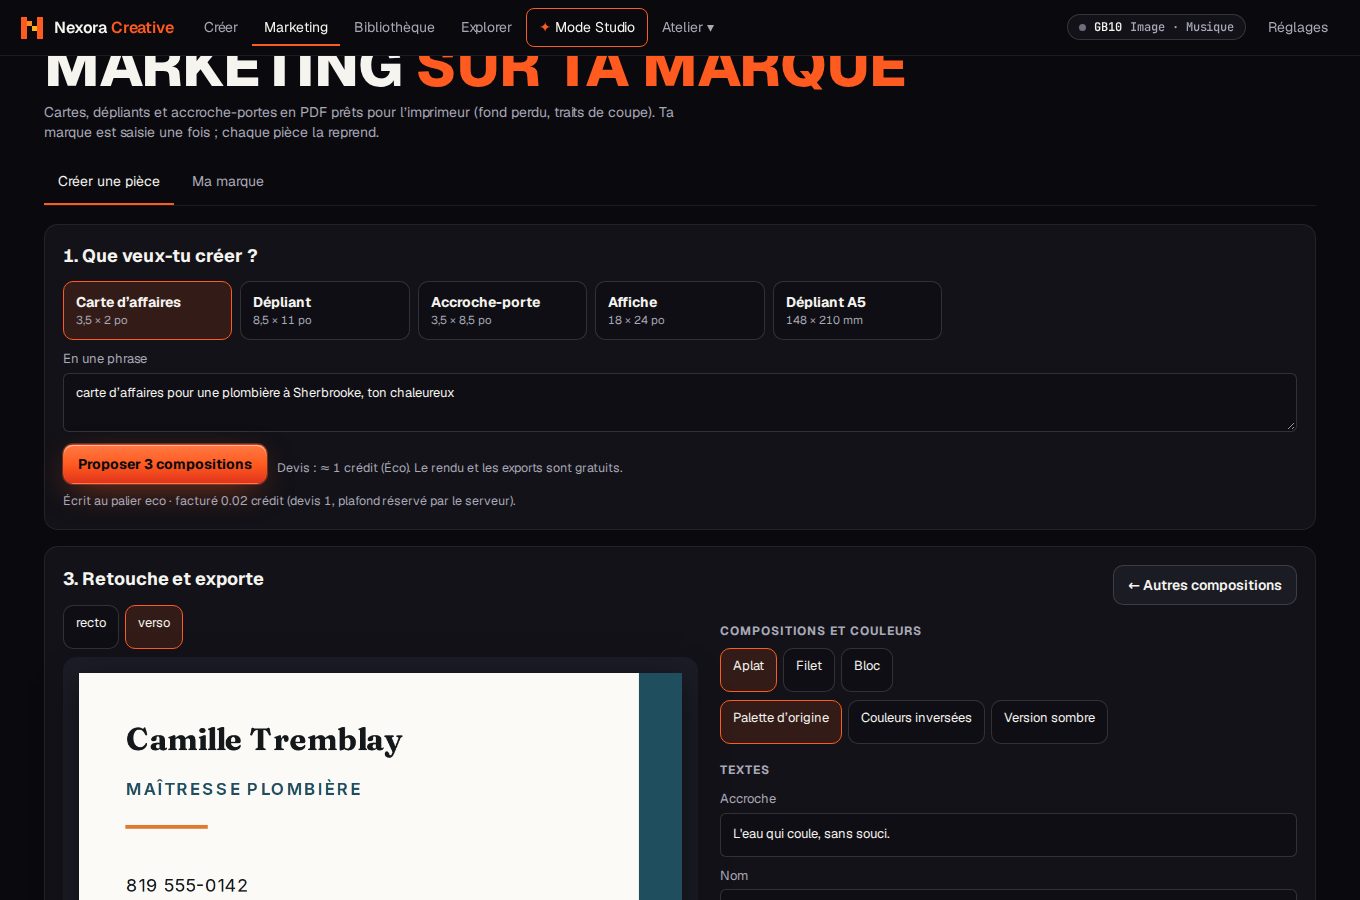 Nexora Creative
Créer
Marketing
Bibliothèque
Explorer
✦ Mode Studio
Atelier ▾
GB10 Image · Musique
Réglages
MARKETING SUR TA MARQUE
Cartes, dépliants et accroche-portes en PDF prêts pour l'imprimeur (fond perdu, traits de coupe). Ta
marque est saisie une fois ; chaque pièce la reprend.
Créer une pièce
Ma marque
1. Que veux-tu créer ?
Carte d'affaires
3,5 × 2 po
Dépliant
8,5 × 11 po
Accroche-porte
3,5 × 8,5 po
Affiche
18 × 24 po
Dépliant A5
148 × 210 mm
En une phrase
carte d'affaires pour une plombière à Sherbrooke, ton chaleureux
Proposer 3 compositions
Devis : ≈ 1 crédit (Éco). Le rendu et les exports sont gratuits.
Écrit au palier eco · facturé 0.02 crédit (devis 1, plafond réservé par le serveur).
3. Retouche et exporte
← Autres compositions
recto
verso
Camille Tremblay
MAÎTRESSE PLOMBIÈRE
819 555-0142
COMPOSITIONS ET COULEURS
Aplat
Filet
Bloc
Palette d'origine
Couleurs inversées
Version sombre
TEXTES
Accroche
L'eau qui coule, sans souci.
Nom